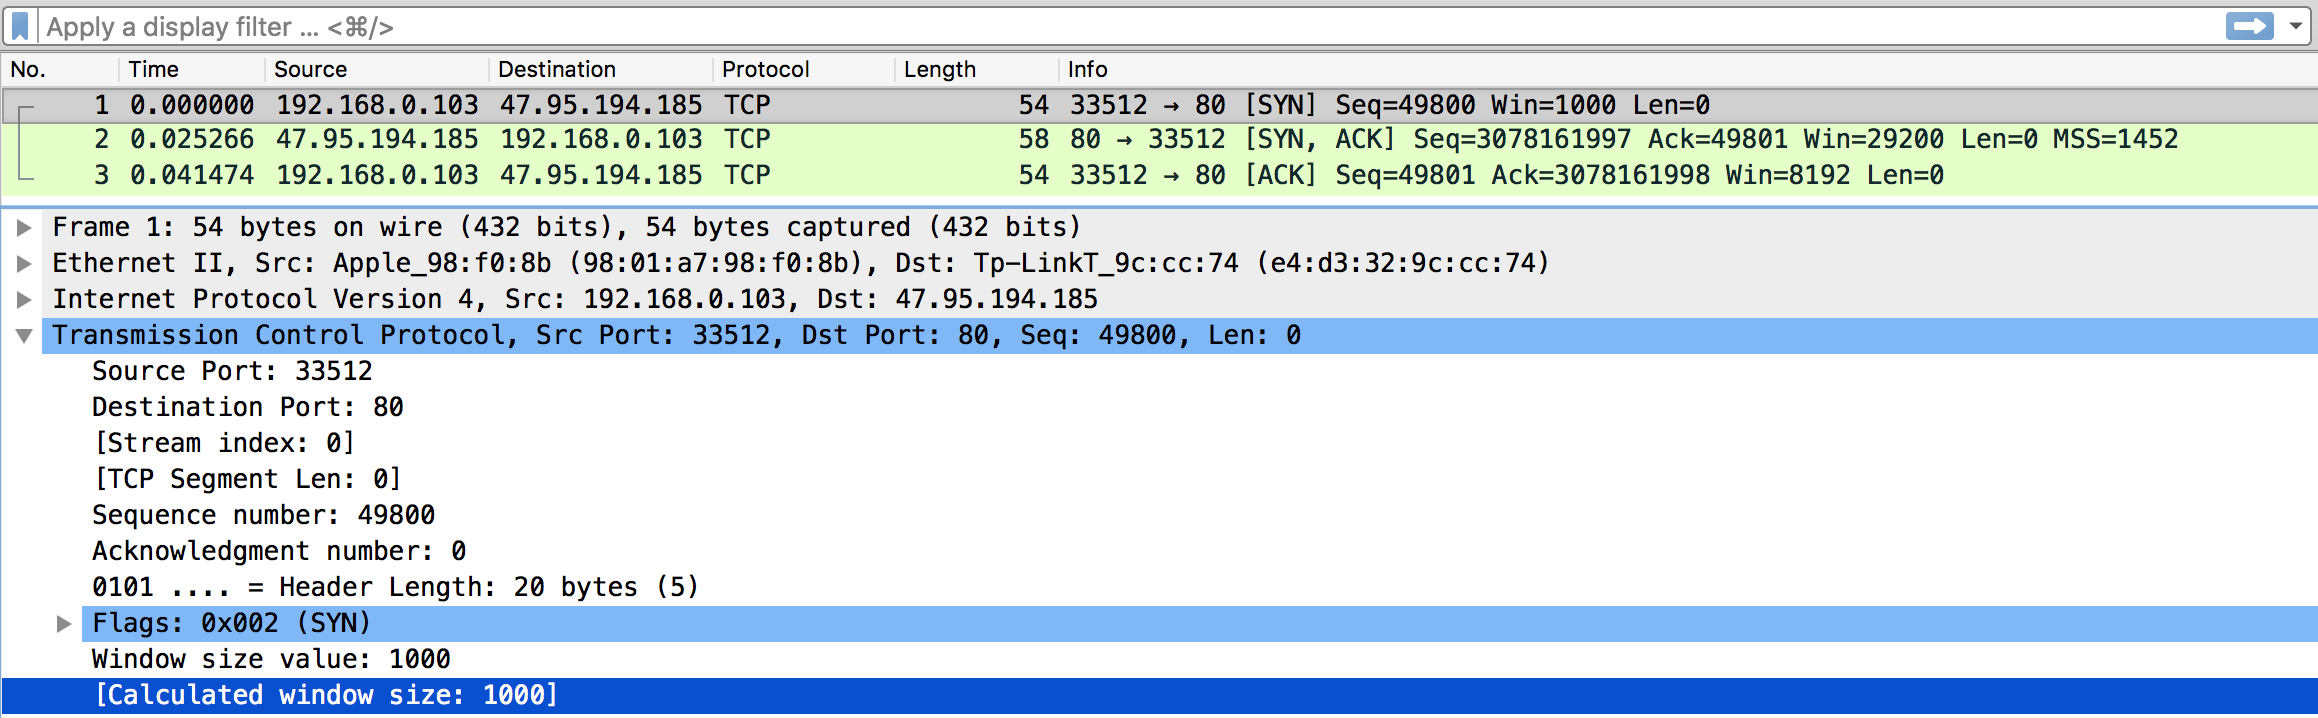 Apply a display filter ... <⌘/>
No. Time Source Destination Protocol Length Info
1 0.000000 192.168.0.103 47.95.194.185 TCP 54 33512 → 80 [SYN] Seq=49800 Win=1000 Len=0
2 0.025266 47.95.194.185 192.168.0.103 TCP 58 80 → 33512 [SYN, ACK] Seq=3078161997 Ack=49801 Win=29200 Len=0 MSS=1452
3 0.041474 192.168.0.103 47.95.194.185 TCP 54 33512 → 80 [ACK] Seq=49801 Ack=3078161998 Win=8192 Len=0
Frame 1: 54 bytes on wire (432 bits), 54 bytes captured (432 bits)
Ethernet II, Src: Apple_98:f0:8b (98:01:a7:98:f0:8b), Dst: Tp-LinkT_9c:cc:74 (e4:d3:32:9c:cc:74)
Internet Protocol Version 4, Src: 192.168.0.103, Dst: 47.95.194.185
Transmission Control Protocol, Src Port: 33512, Dst Port: 80, Seq: 49800, Len: 0
Source Port: 33512
Destination Port: 80
[Stream index: 0]
[TCP Segment Len: 0]
Sequence number: 49800
Acknowledgment number: 0
0101 .... = Header Length: 20 bytes (5)
Flags: 0x002 (SYN)
Window size value: 1000
[Calculated window size: 1000]